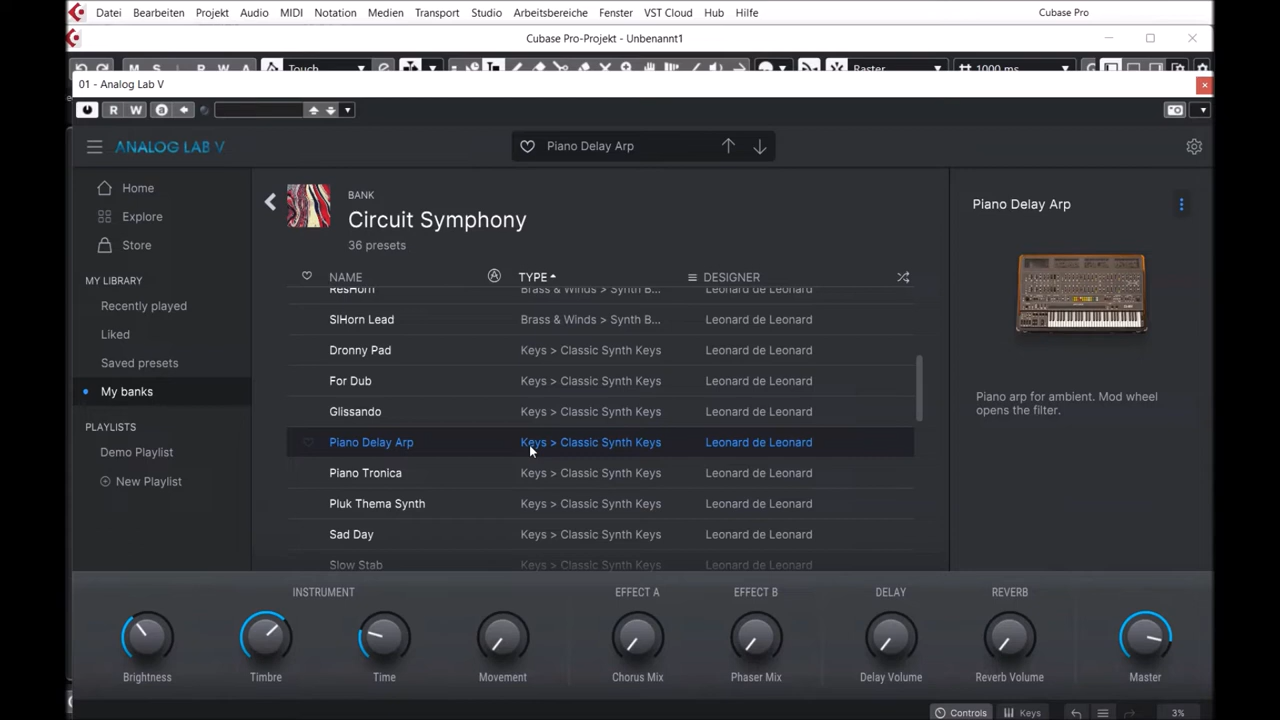 Datei Bearbeiten Projekt Audio MIDI Notation Medien Transport Studio Arbeitsbereiche Fenster VST Cloud Hub Hilfe Cubase Pro
Cubase Pro-Projekt - Unbenannt1
M S R W A Touch Raster 1000 ms
01 - Analog Lab V
R W
ANALOG LAB V
Piano Delay Arp
Home
Explore
Store
MY LIBRARY
Recently played
Liked
Saved presets
My banks
PLAYLISTS
Demo Playlist
New Playlist
BANK
Circuit Symphony
36 presets
NAME TYPE DESIGNER
ResHorn Brass & Winds > Synth B... Leonard de Leonard
SlHorn Lead Brass & Winds > Synth B... Leonard de Leonard
Dronny Pad Keys > Classic Synth Keys Leonard de Leonard
For Dub Keys > Classic Synth Keys Leonard de Leonard
Glissando Keys > Classic Synth Keys Leonard de Leonard
Piano Delay Arp Keys > Classic Synth Keys Leonard de Leonard
Piano Tronica Keys > Classic Synth Keys Leonard de Leonard
Pluk Thema Synth Keys > Classic Synth Keys Leonard de Leonard
Sad Day Keys > Classic Synth Keys Leonard de Leonard
Slow Stab Keys > Classic Synth Keys Leonard de Leonard
Piano Delay Arp
Piano arp for ambient. Mod wheel
opens the filter.
INSTRUMENT EFFECT A EFFECT B DELAY REVERB
Brightness Timbre Time Movement Chorus Mix Phaser Mix Delay Volume Reverb Volume Master
Controls Keys 3%